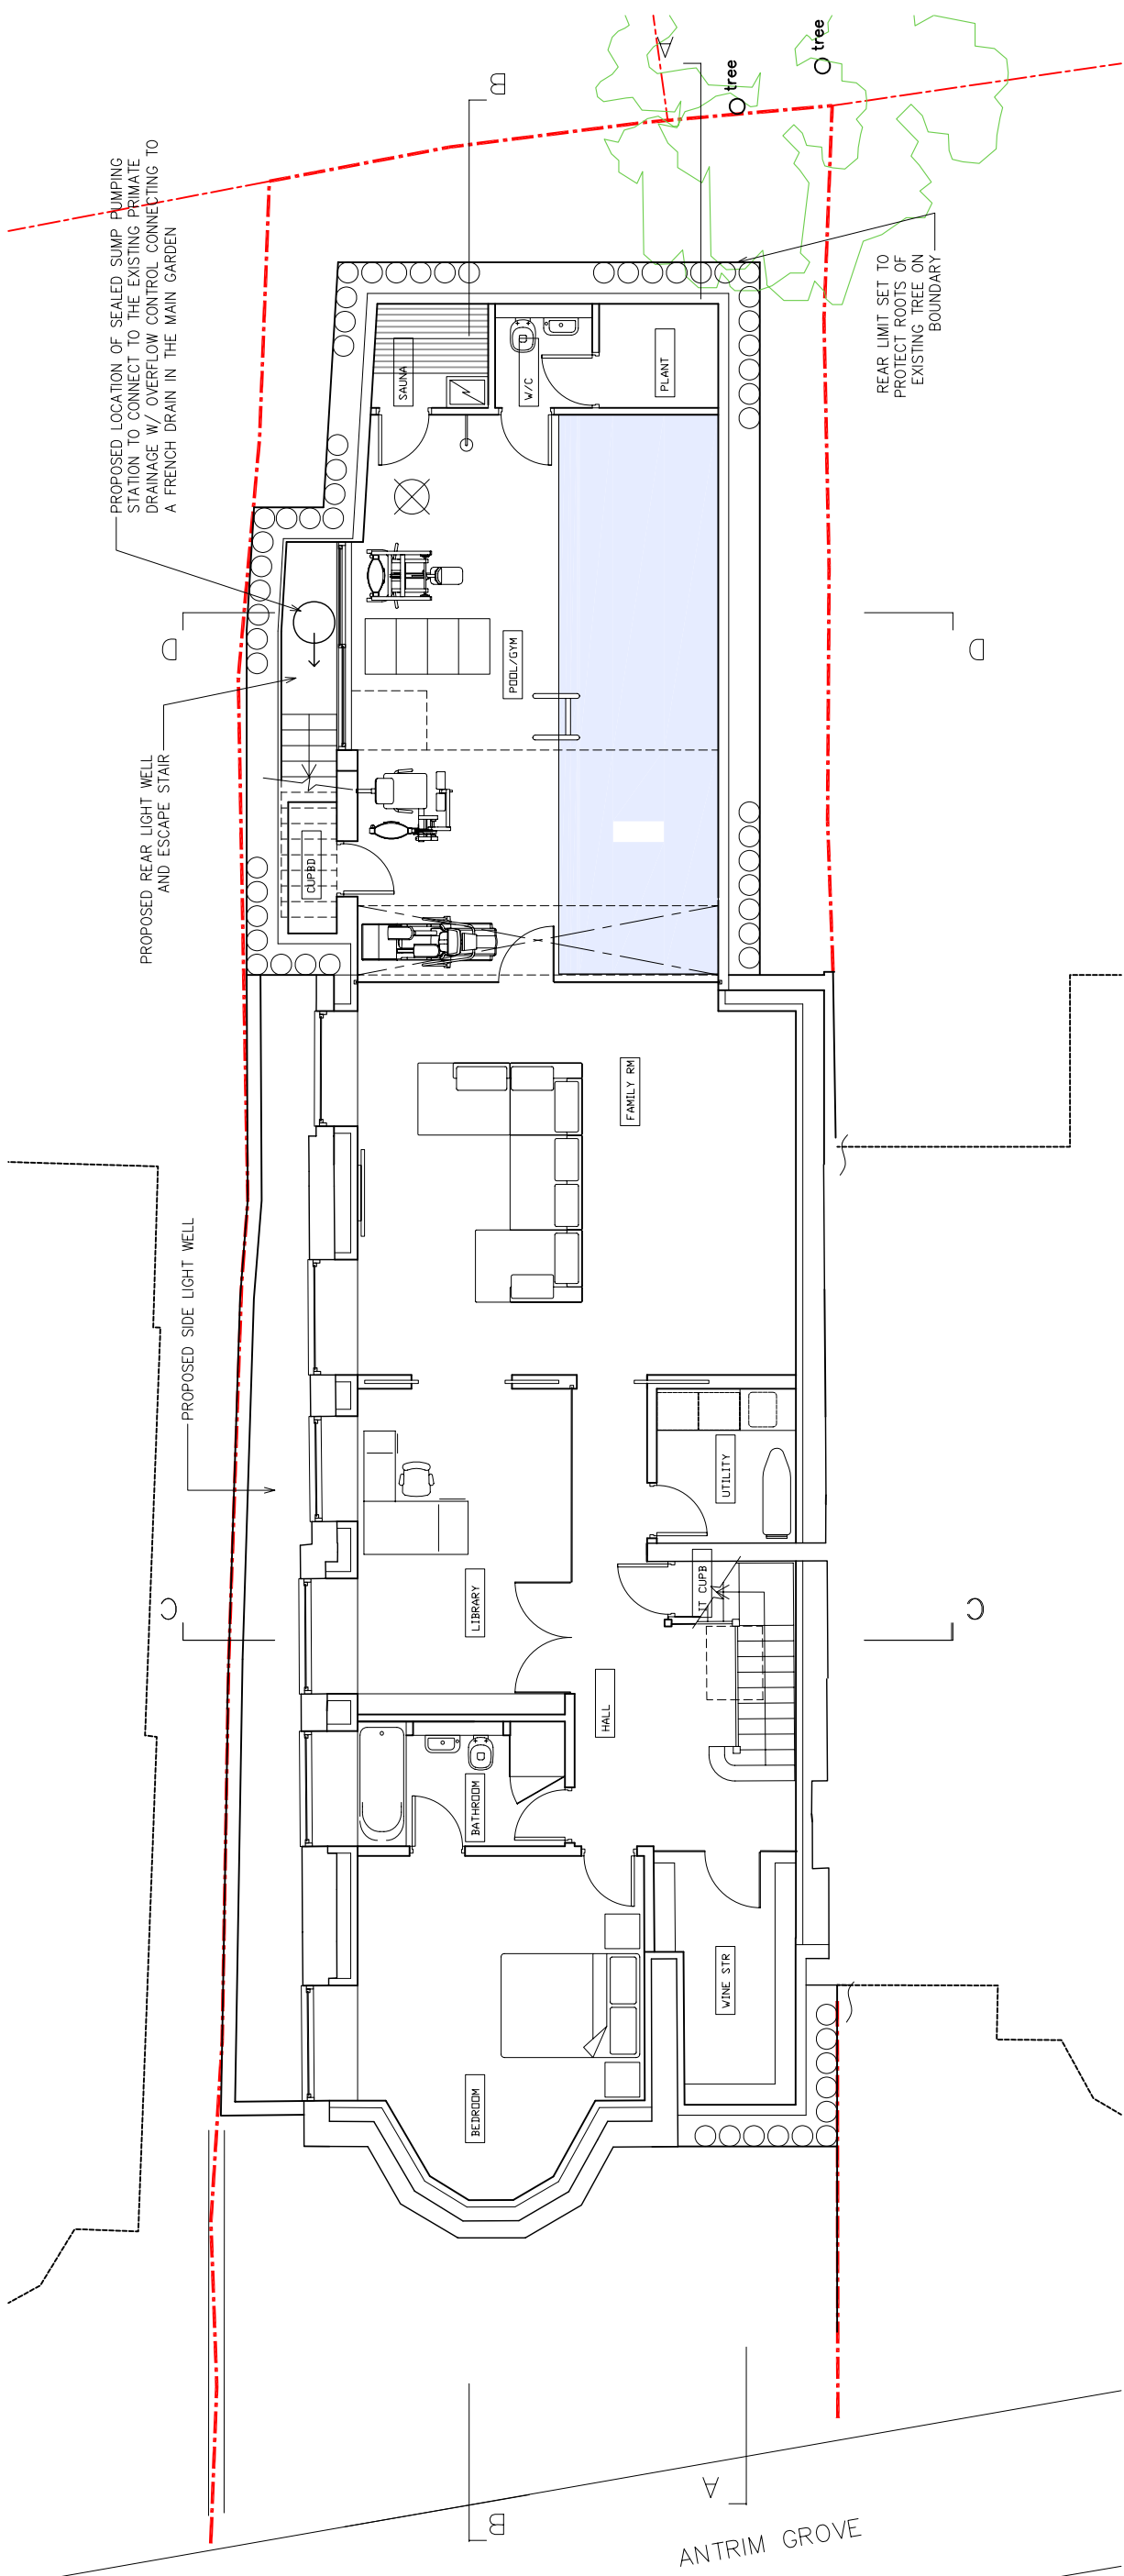 PROPOSED LOCATION OF SEALED SUMP PUMPING
STATION TO CONNECT TO THE EXISTING PRIMATE
DRAINAGE W/ OVERFLOW CONTROL CONNECTING TO
A FRENCH DRAIN IN THE MAIN GARDEN
B
A
tree
tree
REAR LIMIT SET TO
PROTECT ROOTS OF
EXISTING TREE ON
BOUNDARY
SAUNA
W/C
PLANT
D
D
POOL/GYM
PROPOSED REAR LIGHT WELL
AND ESCAPE STAIR
CUPBD
FAMILY RM
PROPOSED SIDE LIGHT WELL
UTILITY
LIBRARY
IT CUPB
C
C
HALL
BATHROOM
WINE STR
BEDROOM
B
A
ANTRIM GROVE